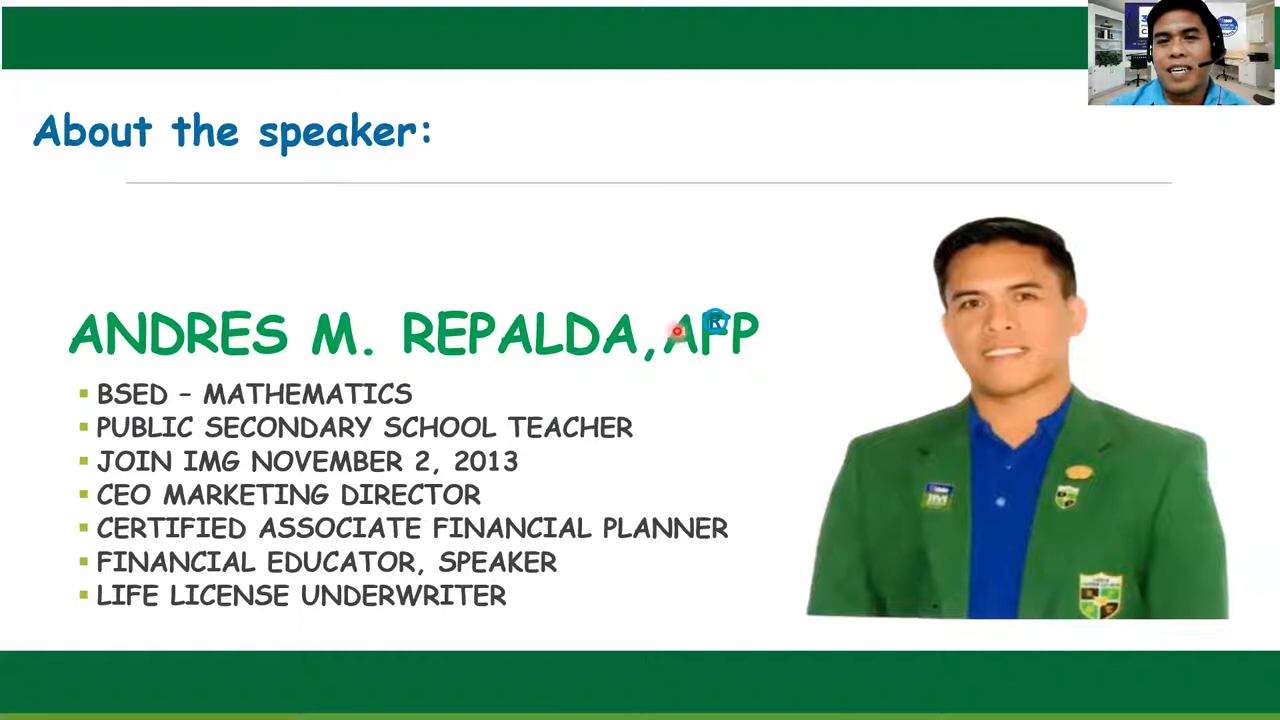 About the speaker:
ANDRES M. REPALDA,AFP
▪ BSED – MATHEMATICS
▪ PUBLIC SECONDARY SCHOOL TEACHER
▪ JOIN IMG NOVEMBER 2, 2013
▪ CEO MARKETING DIRECTOR
▪ CERTIFIED ASSOCIATE FINANCIAL PLANNER
▪ FINANCIAL EDUCATOR, SPEAKER
▪ LIFE LICENSE UNDERWRITER